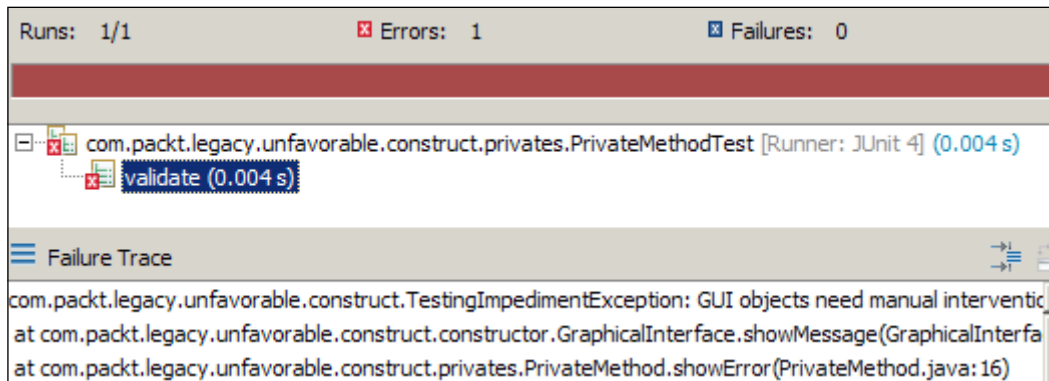 Runs: 1/1 Errors: 1 Failures: 0
com.packt.legacy.unfavorable.construct.privates.PrivateMethodTest [Runner: JUnit 4] (0.004 s)
validate (0.004 s)
Failure Trace
com.packt.legacy.unfavorable.construct.TestingImpedimentException: GUI objects need manual interventic
at com.packt.legacy.unfavorable.construct.constructor.GraphicalInterface.showMessage(GraphicalInterfa
at com.packt.legacy.unfavorable.construct.privates.PrivateMethod.showError(PrivateMethod.java:16)